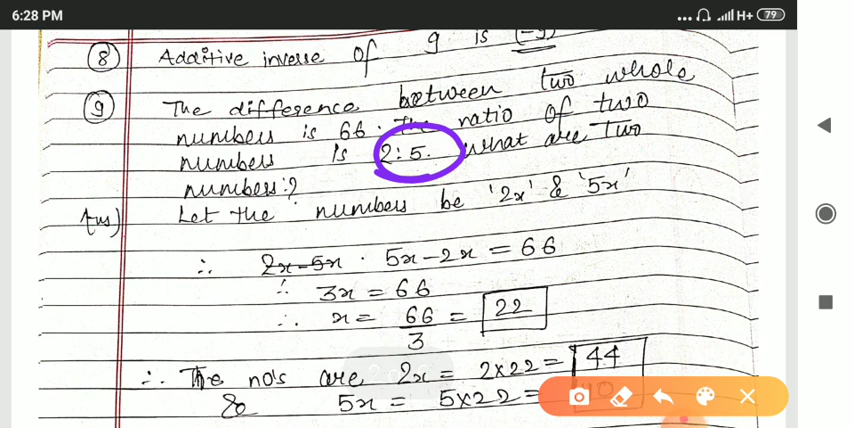 6:28 PM ... H+ 79
8 Additive inverse of 9 is (-9)
9 The difference between two whole
numbers is 66. The ratio of two
numbers is 2:5. What are two
numbers?
Ans) Let the numbers be '2x' & '5x'
∴ 2x-5x . 5x-2x = 66
∴ 3x = 66
∴ x = 66/3 = 22
∴ The no's are 2x = 2x22 = 44
& 5x = 5x22 =